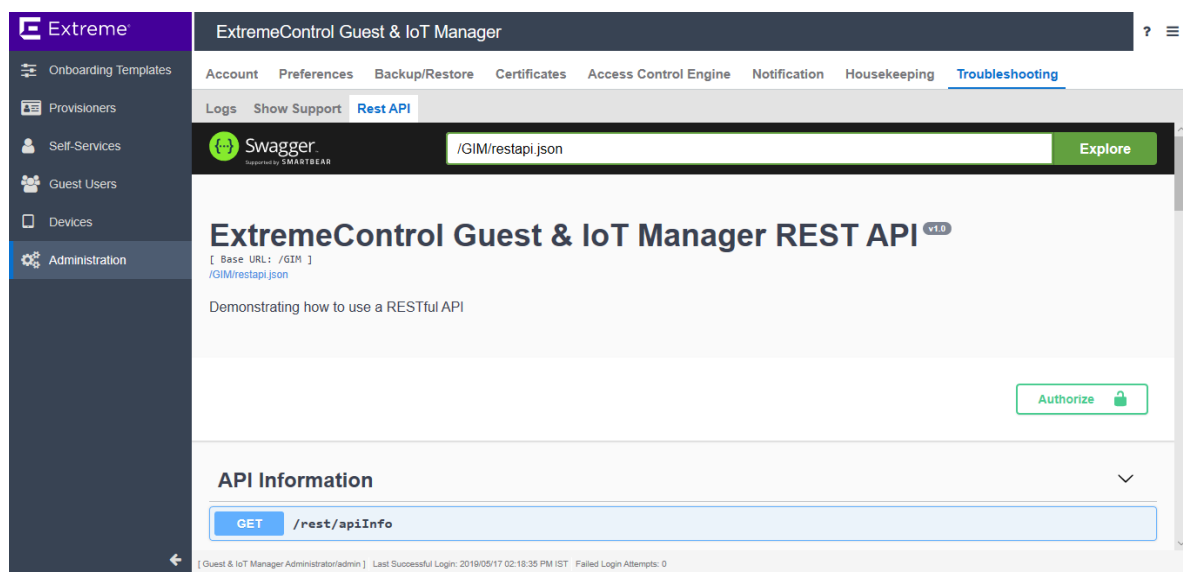 Extreme
ExtremeControl Guest & IoT Manager
?
Onboarding Templates
Provisioners
Self-Services
Guest Users
Devices
Administration
Account Preferences Backup/Restore Certificates Access Control Engine Notification Housekeeping Troubleshooting
Logs Show Support Rest API
{··} Swagger.
Supported by SMARTBEAR
/GIM/restapi.json
Explore
ExtremeControl Guest & IoT Manager REST API v1.0
[ Base URL: /GIM ]
/GIM/restapi.json
Demonstrating how to use a RESTful API
Authorize
API Information
GET /rest/apiInfo
[ Guest & IoT Manager Administrator/admin ] Last Successful Login: 2019/05/17 02:18:35 PM IST Failed Login Attempts: 0